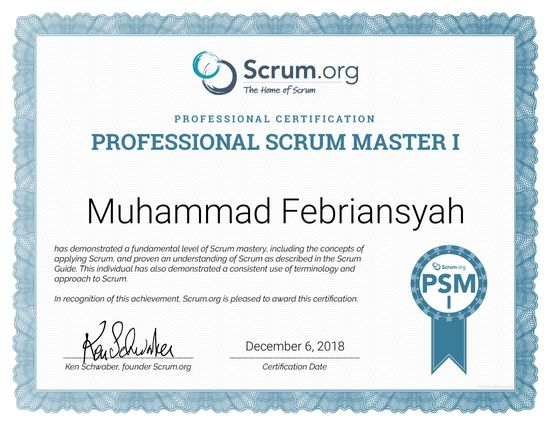 Scrum.org
The Home of Scrum
PROFESSIONAL CERTIFICATION
PROFESSIONAL SCRUM MASTER I
Muhammad Febriansyah
has demonstrated a fundamental level of Scrum mastery, including the concepts of
applying Scrum, and proven an understanding of Scrum as described in the Scrum
Guide. This individual has also demonstrated a consistent use of terminology and
approach to Scrum.
In recognition of this achievement, Scrum.org is pleased to award this certification.
Scrum.org
PSM
I
Ken Schwaber
December 6, 2018
Ken Schwaber, founder Scrum.org
Certification Date